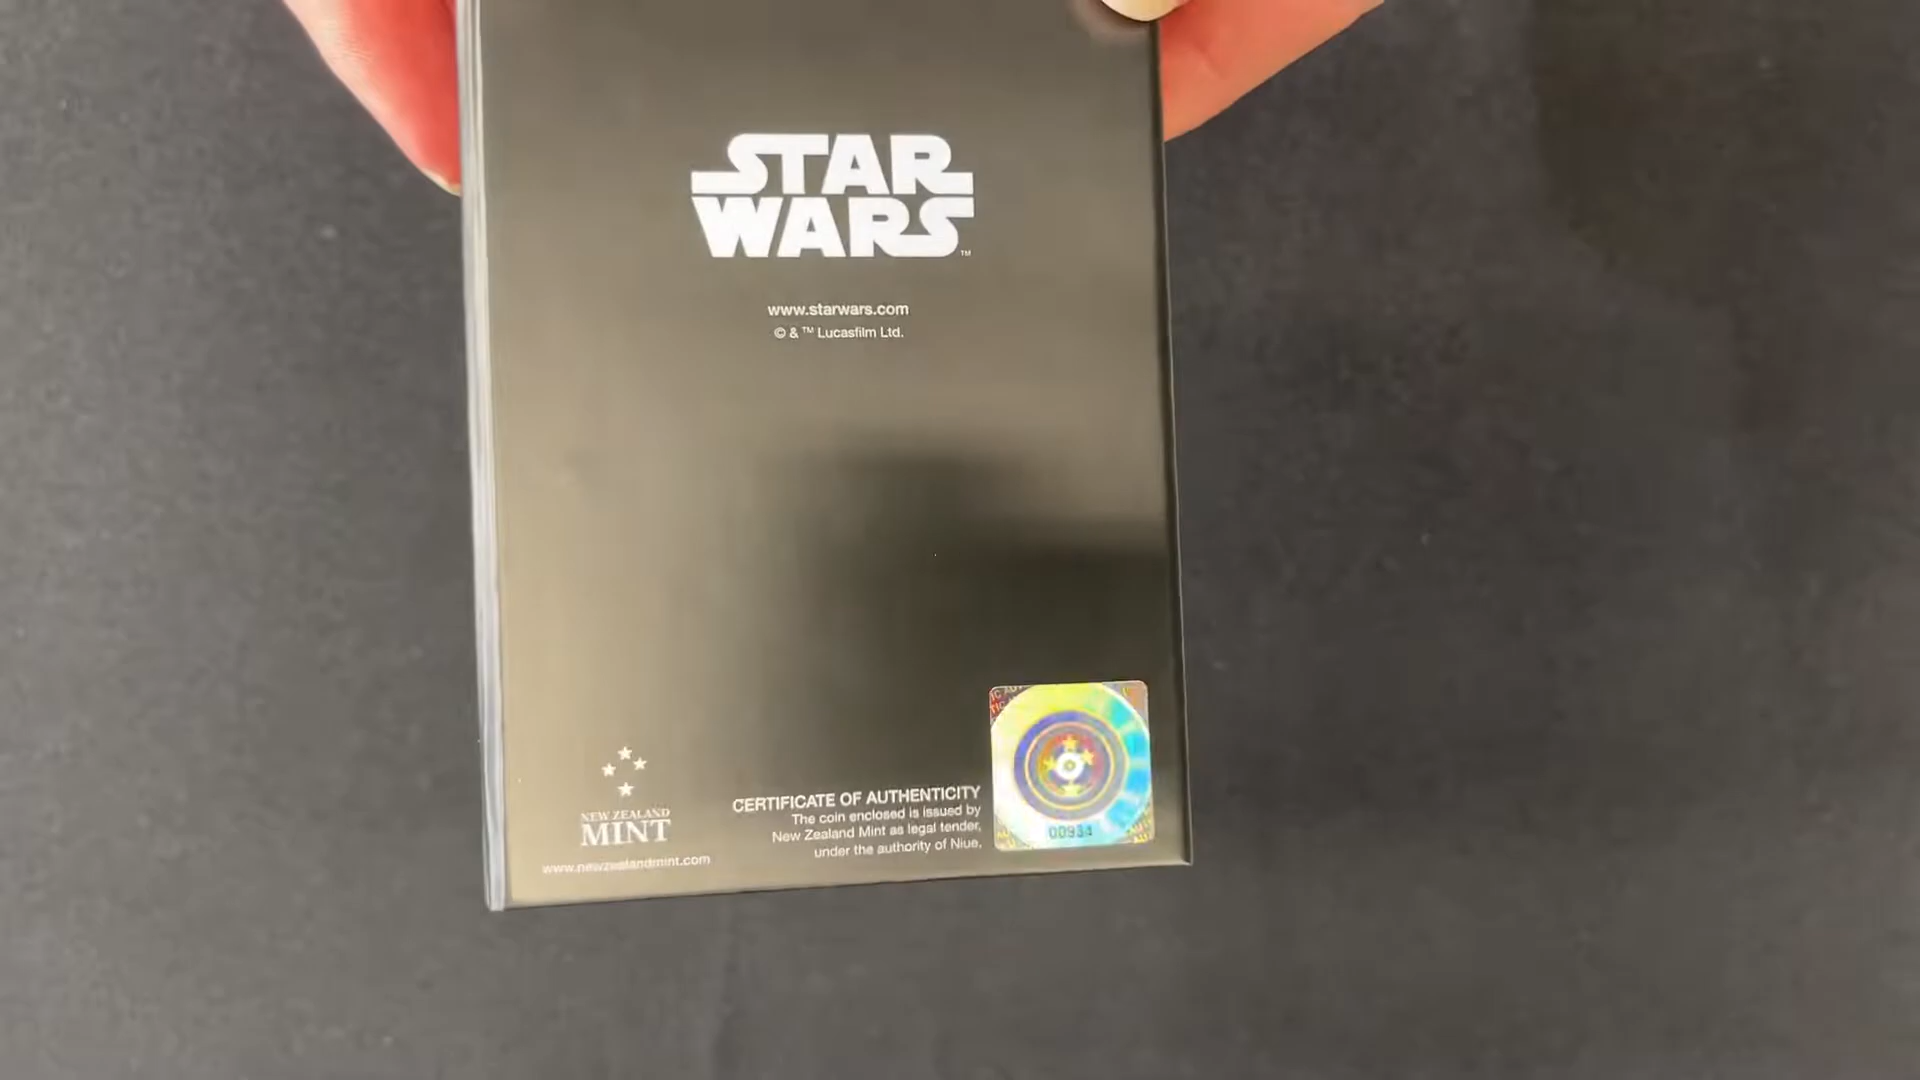 STAR
WARS™
www.starwars.com
© & ™ Lucasfilm Ltd.
NEW ZEALAND
MINT
www.newzealandmint.com
CERTIFICATE OF AUTHENTICITY
The coin enclosed is issued by
New Zealand Mint as legal tender,
under the authority of Niue.
00934